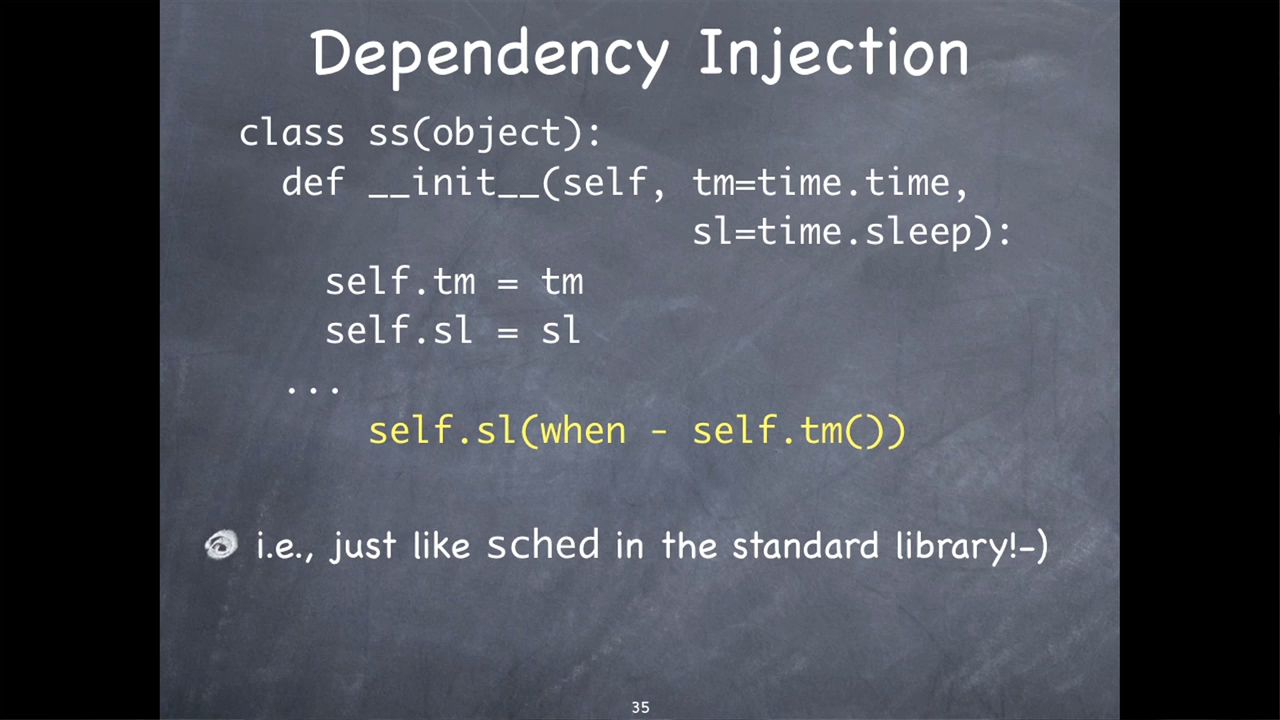 Dependency Injection
class ss(object):
def __init__(self, tm=time.time,
sl=time.sleep):
self.tm = tm
self.sl = sl
...
self.sl(when - self.tm())
i.e., just like sched in the standard library!-)
35